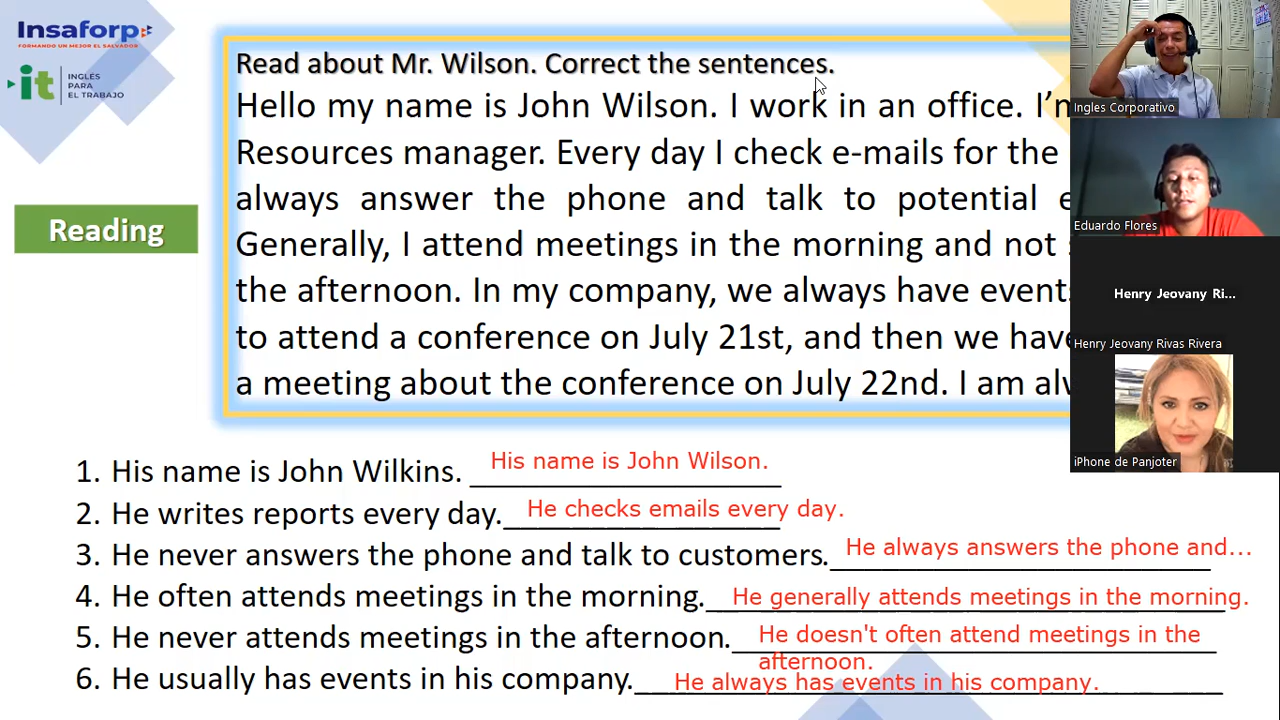 Insaforp
FORMANDO UN MEJOR EL SALVADOR
it
INGLÉS
PARA
EL TRABAJO
Reading
Read about Mr. Wilson. Correct the sentences.
Hello my name is John Wilson. I work in an office. I'm
Resources manager. Every day I check e-mails for the
always answer the phone and talk to potential
Generally, I attend meetings in the morning and not
the afternoon. In my company, we always have events
to attend a conference on July 21st, and then we have
a meeting about the conference on July 22nd. I am
1. His name is John Wilkins. His name is John Wilson.
2. He writes reports every day. He checks emails every day.
3. He never answers the phone and talk to customers. He always answers the phone and...
4. He often attends meetings in the morning. He generally attends meetings in the morning.
5. He never attends meetings in the afternoon. He doesn't often attend meetings in the
afternoon.
6. He usually has events in his company. He always has events in his company.
Ingles Corporativo
Eduardo Flores
Henry Jeovany Ri...
Henry Jeovany Rivas Rivera
iPhone de Panjoter